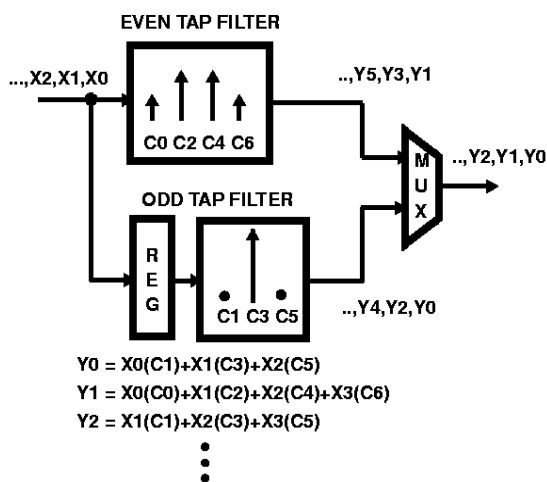 EVEN TAP FILTER
...,X2,X1,X0
..,Y5,Y3,Y1
C0 C2 C4 C6
MUX
..,Y2,Y1,Y0
ODD TAP FILTER
REG
C1 C3 C5
..,Y4,Y2,Y0
Y0 = X0(C1)+X1(C3)+X2(C5)
Y1 = X0(C0)+X1(C2)+X2(C4)+X3(C6)
Y2 = X1(C1)+X2(C3)+X3(C5)